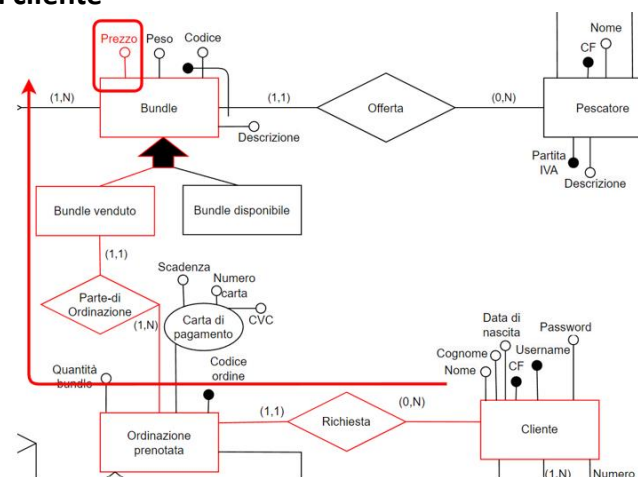 cliente
Nome
Prezzo Peso Codice
CF
(1,N)
Bundle
(1,1)
Offerta
(0,N)
Pescatore
Descrizione
Partita
IVA
Descrizione
Bundle venduto
Bundle disponibile
(1,1)
Scadenza
Numero
carta
Parte-di
Ordinazione
(1,N)
Carta di
pagamento
CVC
Data di
nascita
Password
Cognome
Username
Nome
CF
Quantità
bundle
Codice
ordine
(1,1)
Richiesta
(0,N)
Ordinazione
prenotata
Cliente
(1,N)
Numero